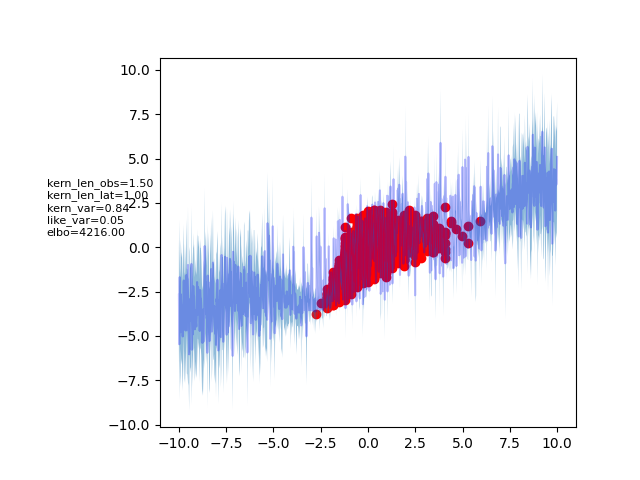 10.0
7.5
5.0
2.5
0.0
−2.5
−5.0
−7.5
−10.0
kern_len_obs=1.50
kern_len_lat=1.00
kern_var=0.84
like_var=0.05
elbo=4216.00
−10.0 −7.5 −5.0 −2.5 0.0 2.5 5.0 7.5 10.0